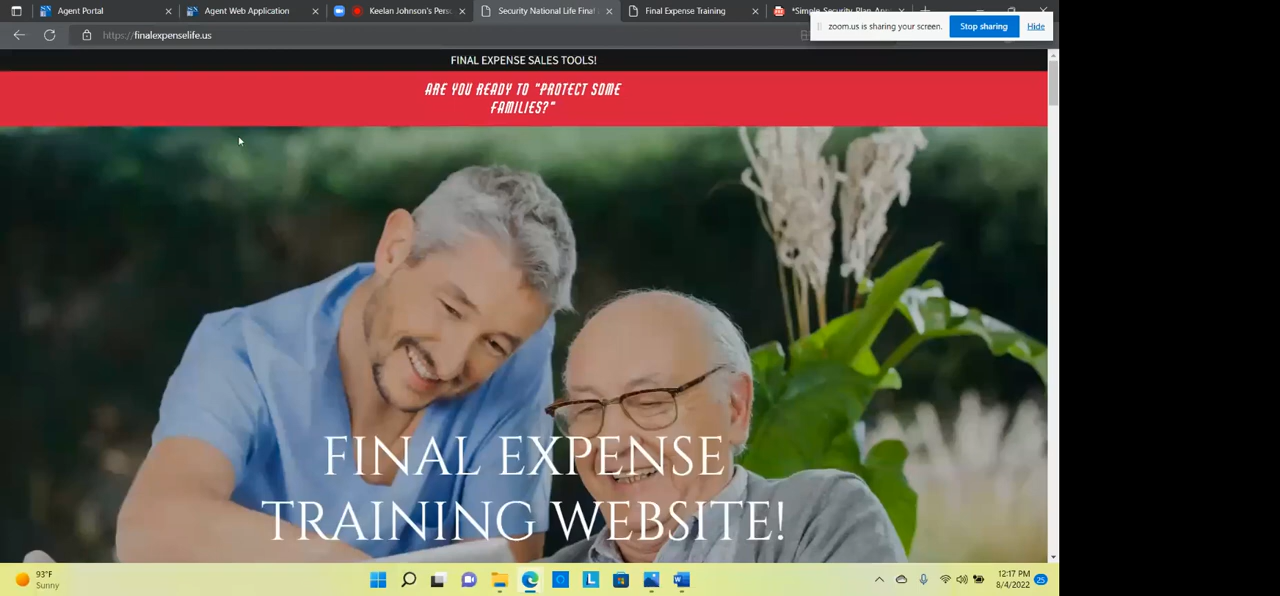 Agent Portal
Agent Web Application
Keelan Johnson's Pers
Security National Life Final
Final Expense Training
zoom.us is sharing your screen.
Stop sharing
Hide
https://finalexpenselife.us
FINAL EXPENSE SALES TOOLS!
ARE YOU READY TO "PROTECT SOME
FAMILIES?"
FINAL EXPENSE
TRAINING WEBSITE!
93°F
Sunny
L
12:17 PM
8/4/2022
25